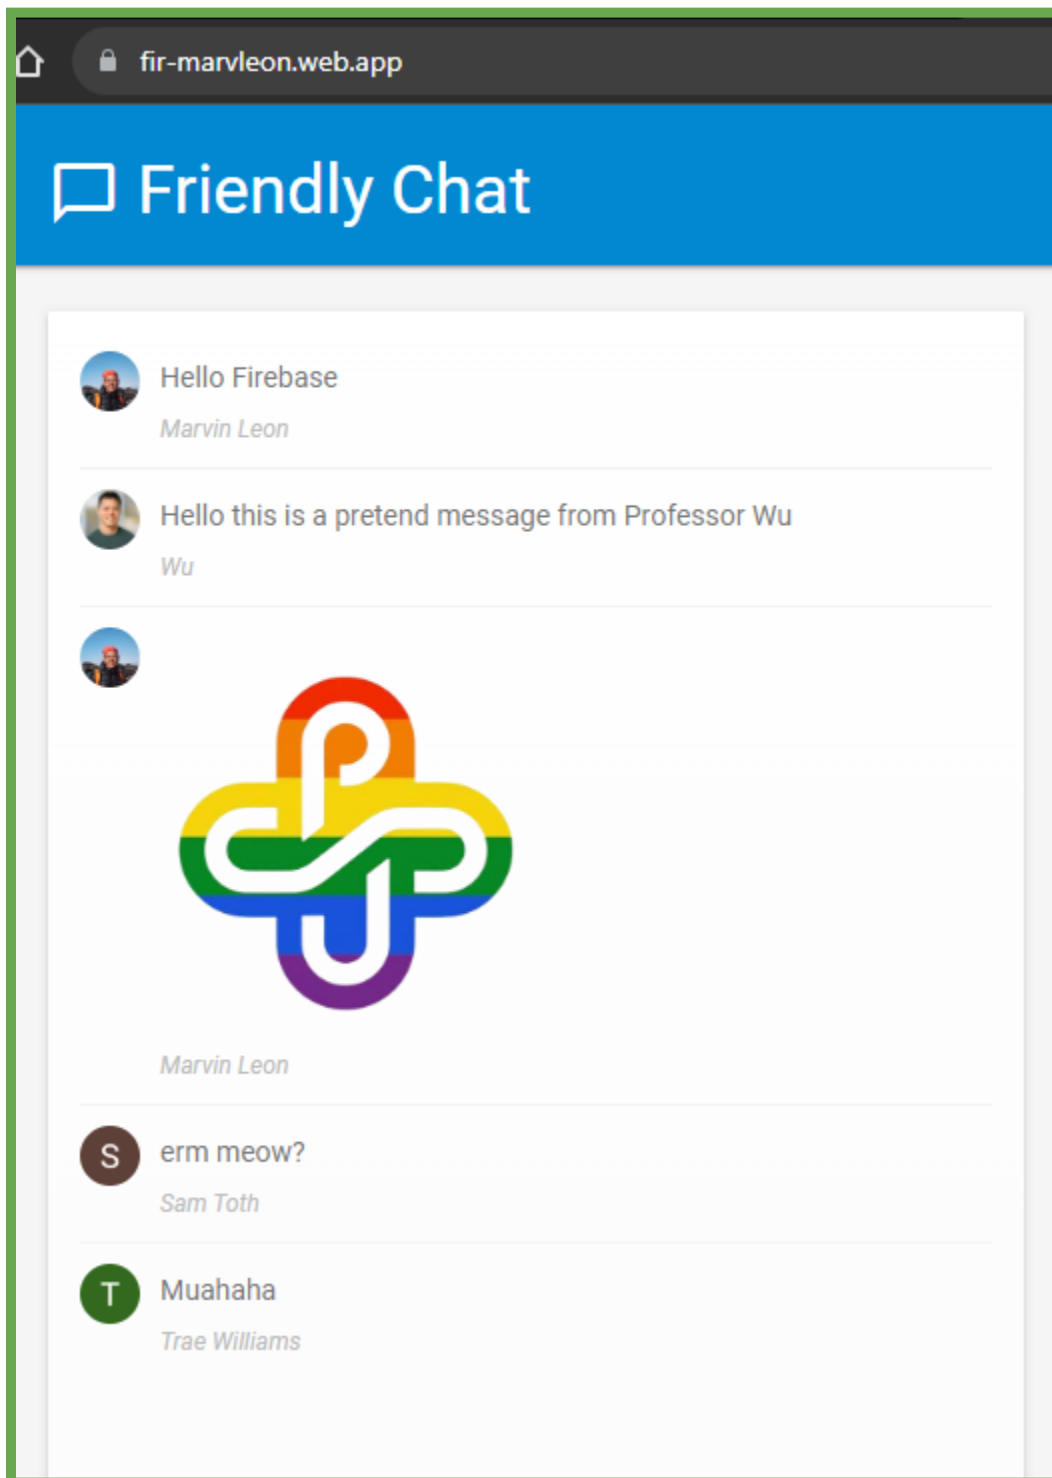 fir-marvleon.web.app
Friendly Chat
Hello Firebase
Marvin Leon
Hello this is a pretend message from Professor Wu
Wu
Marvin Leon
S
erm meow?
Sam Toth
T
Muahaha
Trae Williams